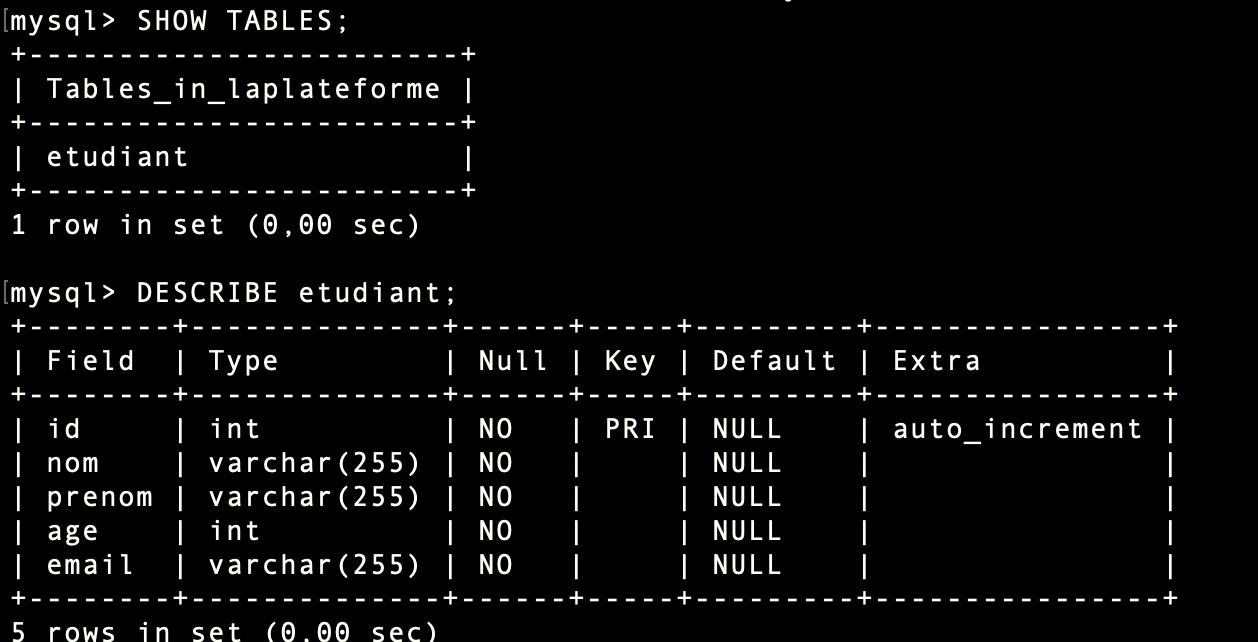 mysql> SHOW TABLES;
+------------------------+
| Tables_in_laplateforme |
+------------------------+
| etudiant               |
+------------------------+
1 row in set (0,00 sec)
mysql> DESCRIBE etudiant;
+--------+--------------+------+-----+---------+----------------+
| Field  | Type         | Null | Key | Default | Extra          |
+--------+--------------+------+-----+---------+----------------+
| id     | int          | NO   | PRI | NULL    | auto_increment |
| nom    | varchar(255) | NO   |     | NULL    |                |
| prenom | varchar(255) | NO   |     | NULL    |                |
| age    | int          | NO   |     | NULL    |                |
| email  | varchar(255) | NO   |     | NULL    |                |
+--------+--------------+------+-----+---------+----------------+
5 rows in set (0,00 sec)